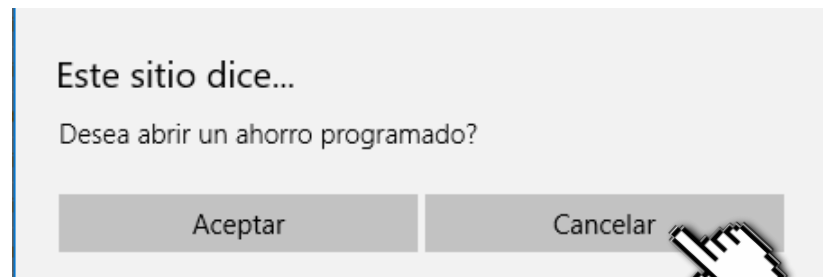 Este sitio dice...
Desea abrir un ahorro programado?
Aceptar Cancelar